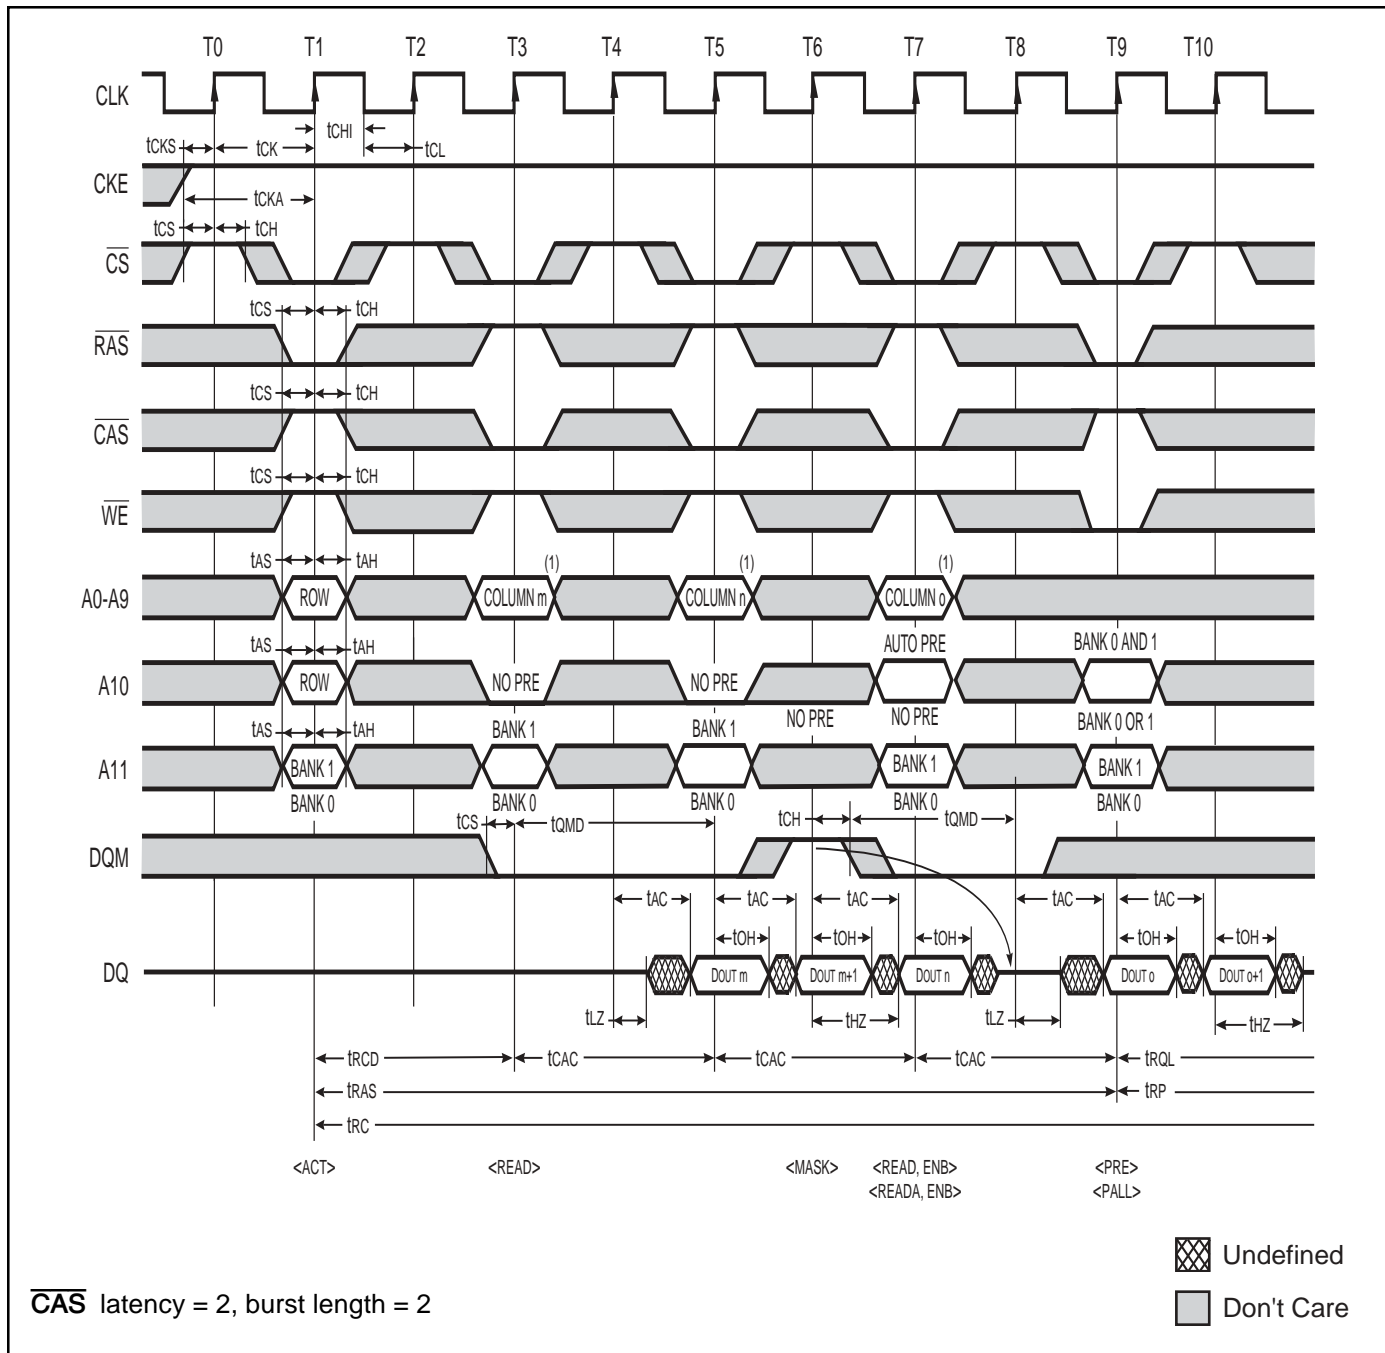 T0 T1 T2 T3 T4 T5 T6 T7 T8 T9 T10
CLK
tCHI
tCKS tCK tCL
CKE
tCKA
tCS tCH
CS
tCS tCH
RAS
tCS tCH
CAS
tCS tCH
WE
tAS tAH (1) (1) (1)
A0-A9 ROW COLUMN m COLUMN n COLUMN o
tAS tAH AUTO PRE BANK 0 AND 1
A10 ROW NO PRE NO PRE
tAS tAH BANK 1 BANK 1 NO PRE NO PRE BANK 0 OR 1
A11 BANK 1 BANK 1 BANK 1
BANK 0 BANK 0 BANK 0 BANK 0 BANK 0
tCS tQMD tCH tQMD
DQM
tAC tAC tAC tAC tAC
tOH tOH tOH tOH tOH
DQ DOUT m DOUT m+1 DOUT n DOUT o DOUT o+1
tLZ tHZ tLZ tHZ
tRCD tCAC tCAC tCAC tRQL
tRAS tRP
tRC
<ACT> <READ> <MASK> <READ, ENB> <PRE>
<READA, ENB> <PALL>
Undefined
CAS latency = 2, burst length = 2
Don't Care